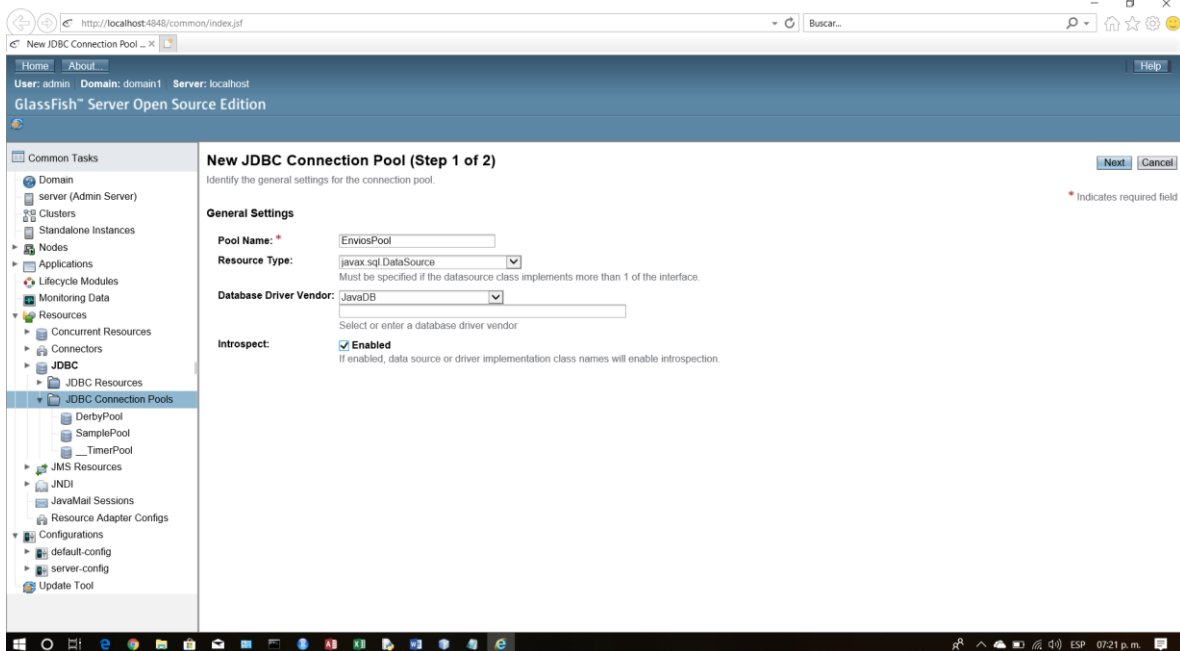 http://localhost:4848/common/index.jsf
Buscar...
New JDBC Connection Pool ...
Home About...
Help
User: admin Domain: domain1 Server: localhost
GlassFish™ Server Open Source Edition
Common Tasks
Domain
server (Admin Server)
Clusters
Standalone Instances
Nodes
Applications
Lifecycle Modules
Monitoring Data
Resources
Concurrent Resources
Connectors
JDBC
JDBC Resources
JDBC Connection Pools
DerbyPool
SamplePool
__TimerPool
JMS Resources
JNDI
JavaMail Sessions
Resource Adapter Configs
Configurations
default-config
server-config
Update Tool
New JDBC Connection Pool (Step 1 of 2)
Next Cancel
Identify the general settings for the connection pool.
* Indicates required field
General Settings
Pool Name: * EnviosPool
Resource Type: javax.sql.DataSource
Must be specified if the datasource class implements more than 1 of the interface.
Database Driver Vendor: JavaDB
Select or enter a database driver vendor
Introspect: Enabled
If enabled, data source or driver implementation class names will enable introspection.
ESP 07:21 p. m.